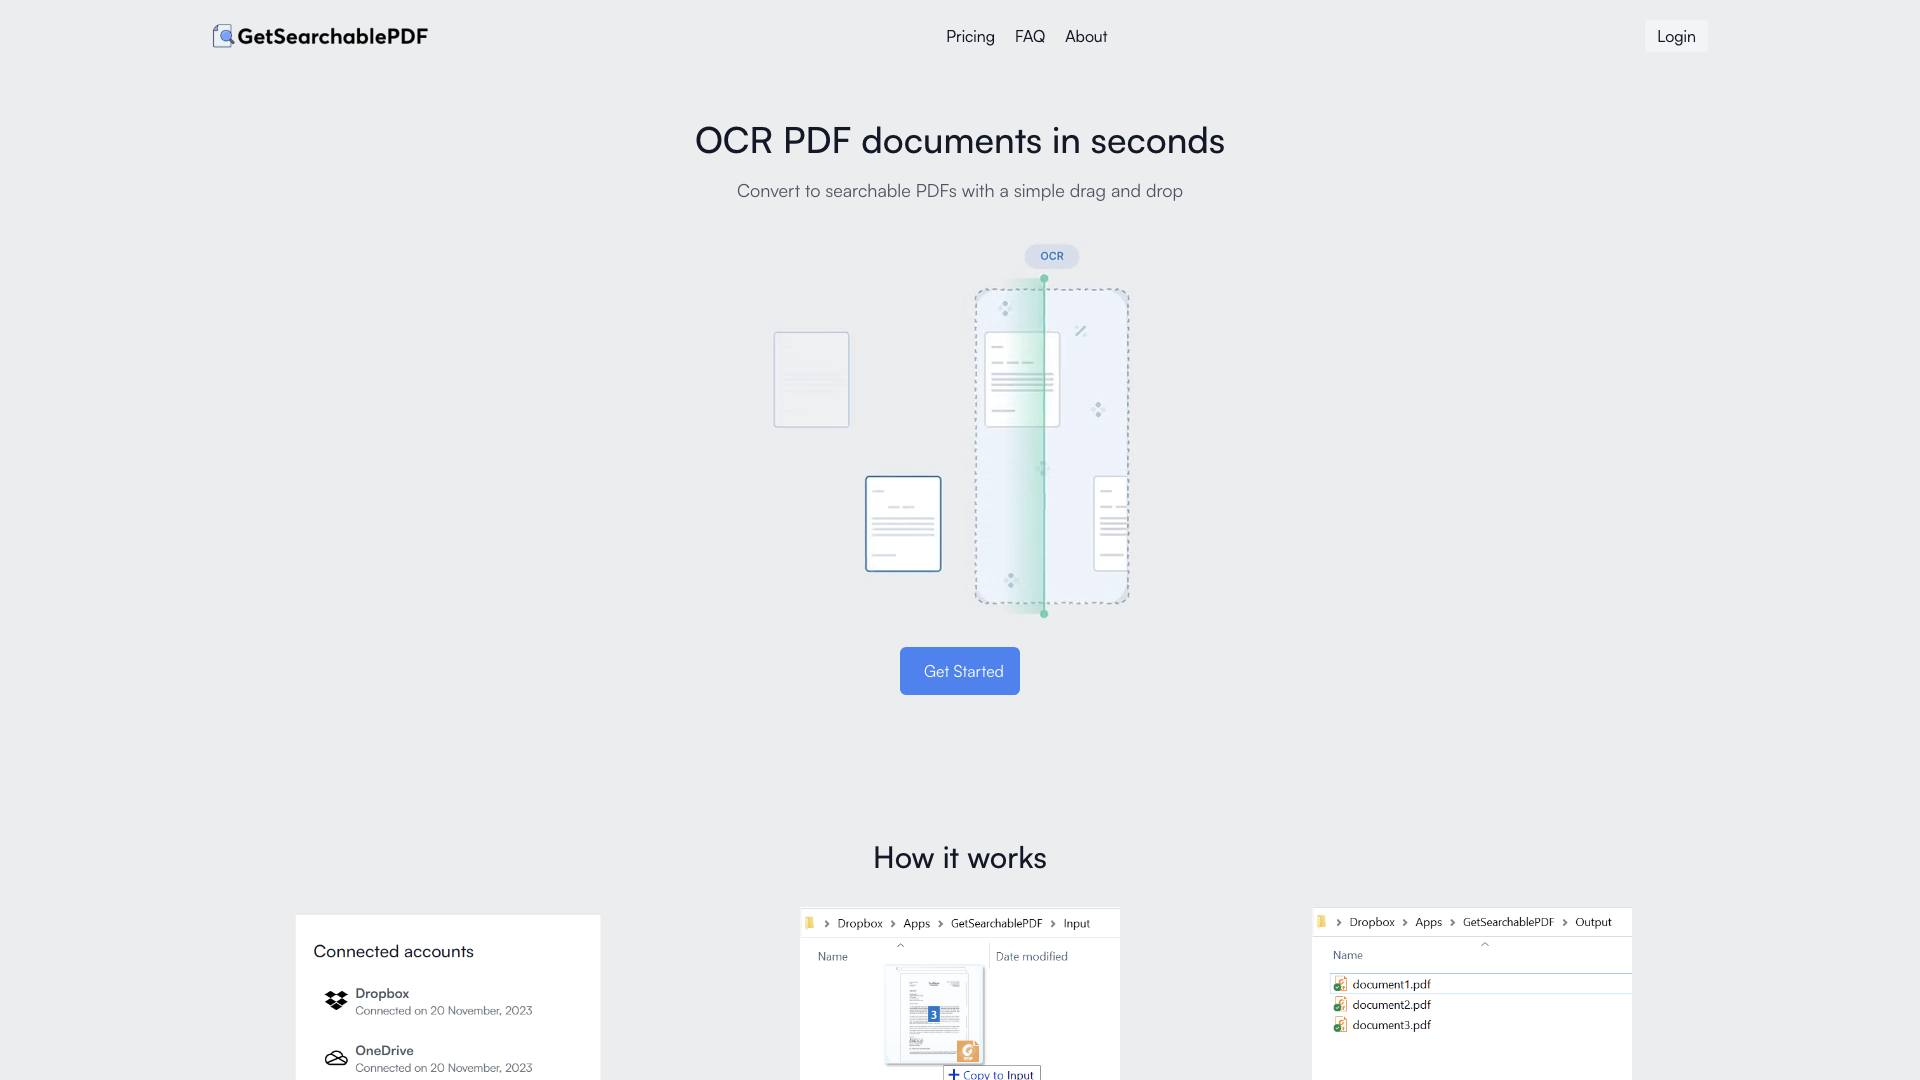 GetSearchablePDF
Pricing FAQ About
Login
OCR PDF documents in seconds
Convert to searchable PDFs with a simple drag and drop
OCR
Get Started
How it works
Connected accounts
Dropbox
Connected on 20 November, 2023
OneDrive
Connected on 20 November, 2023
Dropbox > Apps > GetSearchablePDF > Input
Name Date modified
3
Copy to Input
Dropbox > Apps > GetSearchablePDF > Output
Name
document1.pdf
document2.pdf
document3.pdf